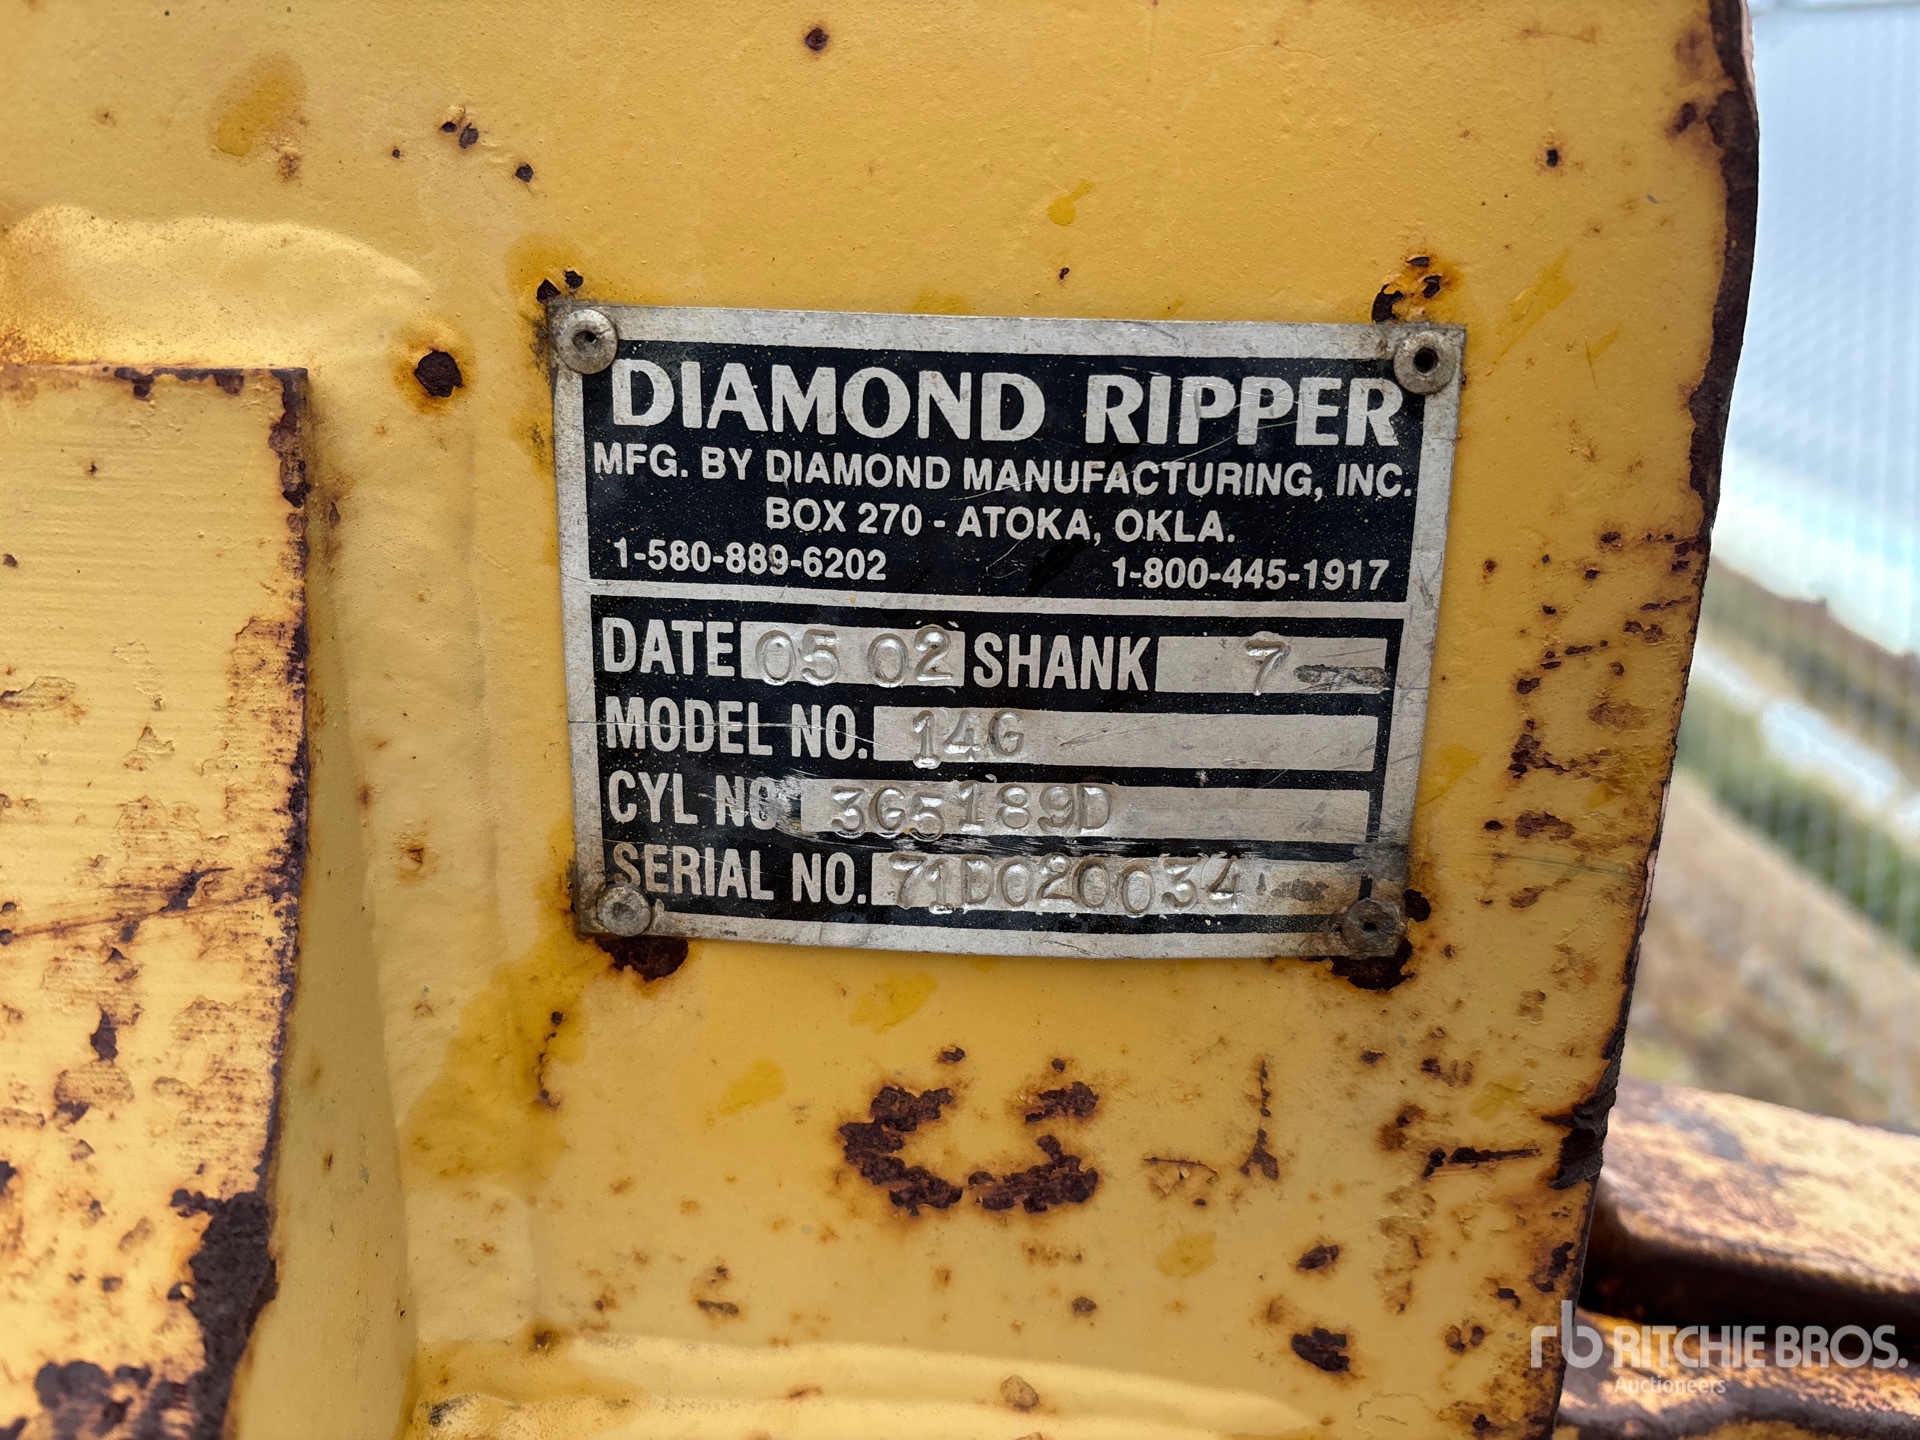 DIAMOND RIPPER
MFG. BY DIAMOND MANUFACTURING, INC.
BOX 270 - ATOKA, OKLA.
1-580-889-6202 1-800-445-1917
DATE 05 02 SHANK 7
MODEL NO. 14G
CYL NO 3G5189D
SERIAL NO. 71D020034
rb RITCHIE BROS.
Auctioneers